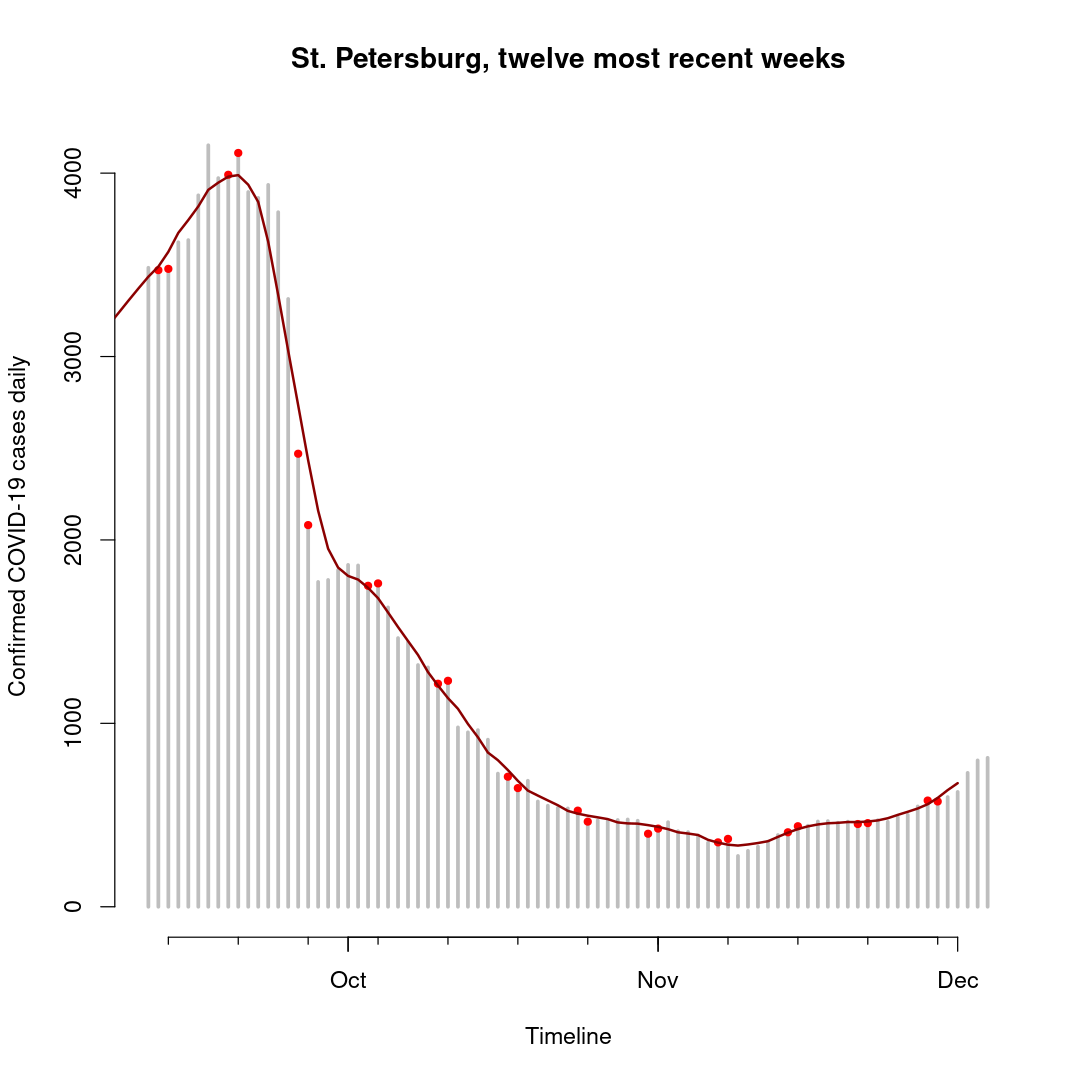 St. Petersburg, twelve most recent weeks
Confirmed COVID-19 cases daily
4000
3000
2000
1000
0
Oct
Nov
Dec
Timeline